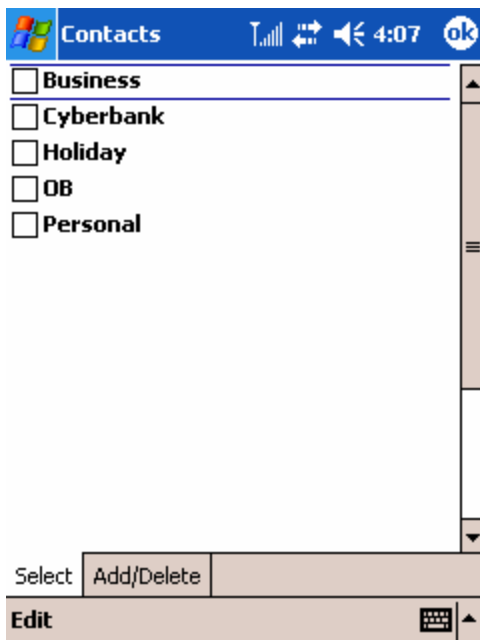 Contacts 4:07 ok
Business
Cyberbank
Holiday
OB
Personal
Select Add/Delete
Edit